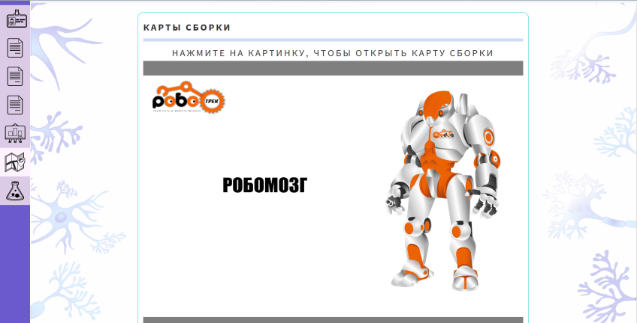 КАРТЫ СБОРКИ
НАЖМИТЕ НА КАРТИНКУ, ЧТОБЫ ОТКРЫТЬ КАРТУ СБОРКИ
робо
ТРЕК
РОБОМОЗГ